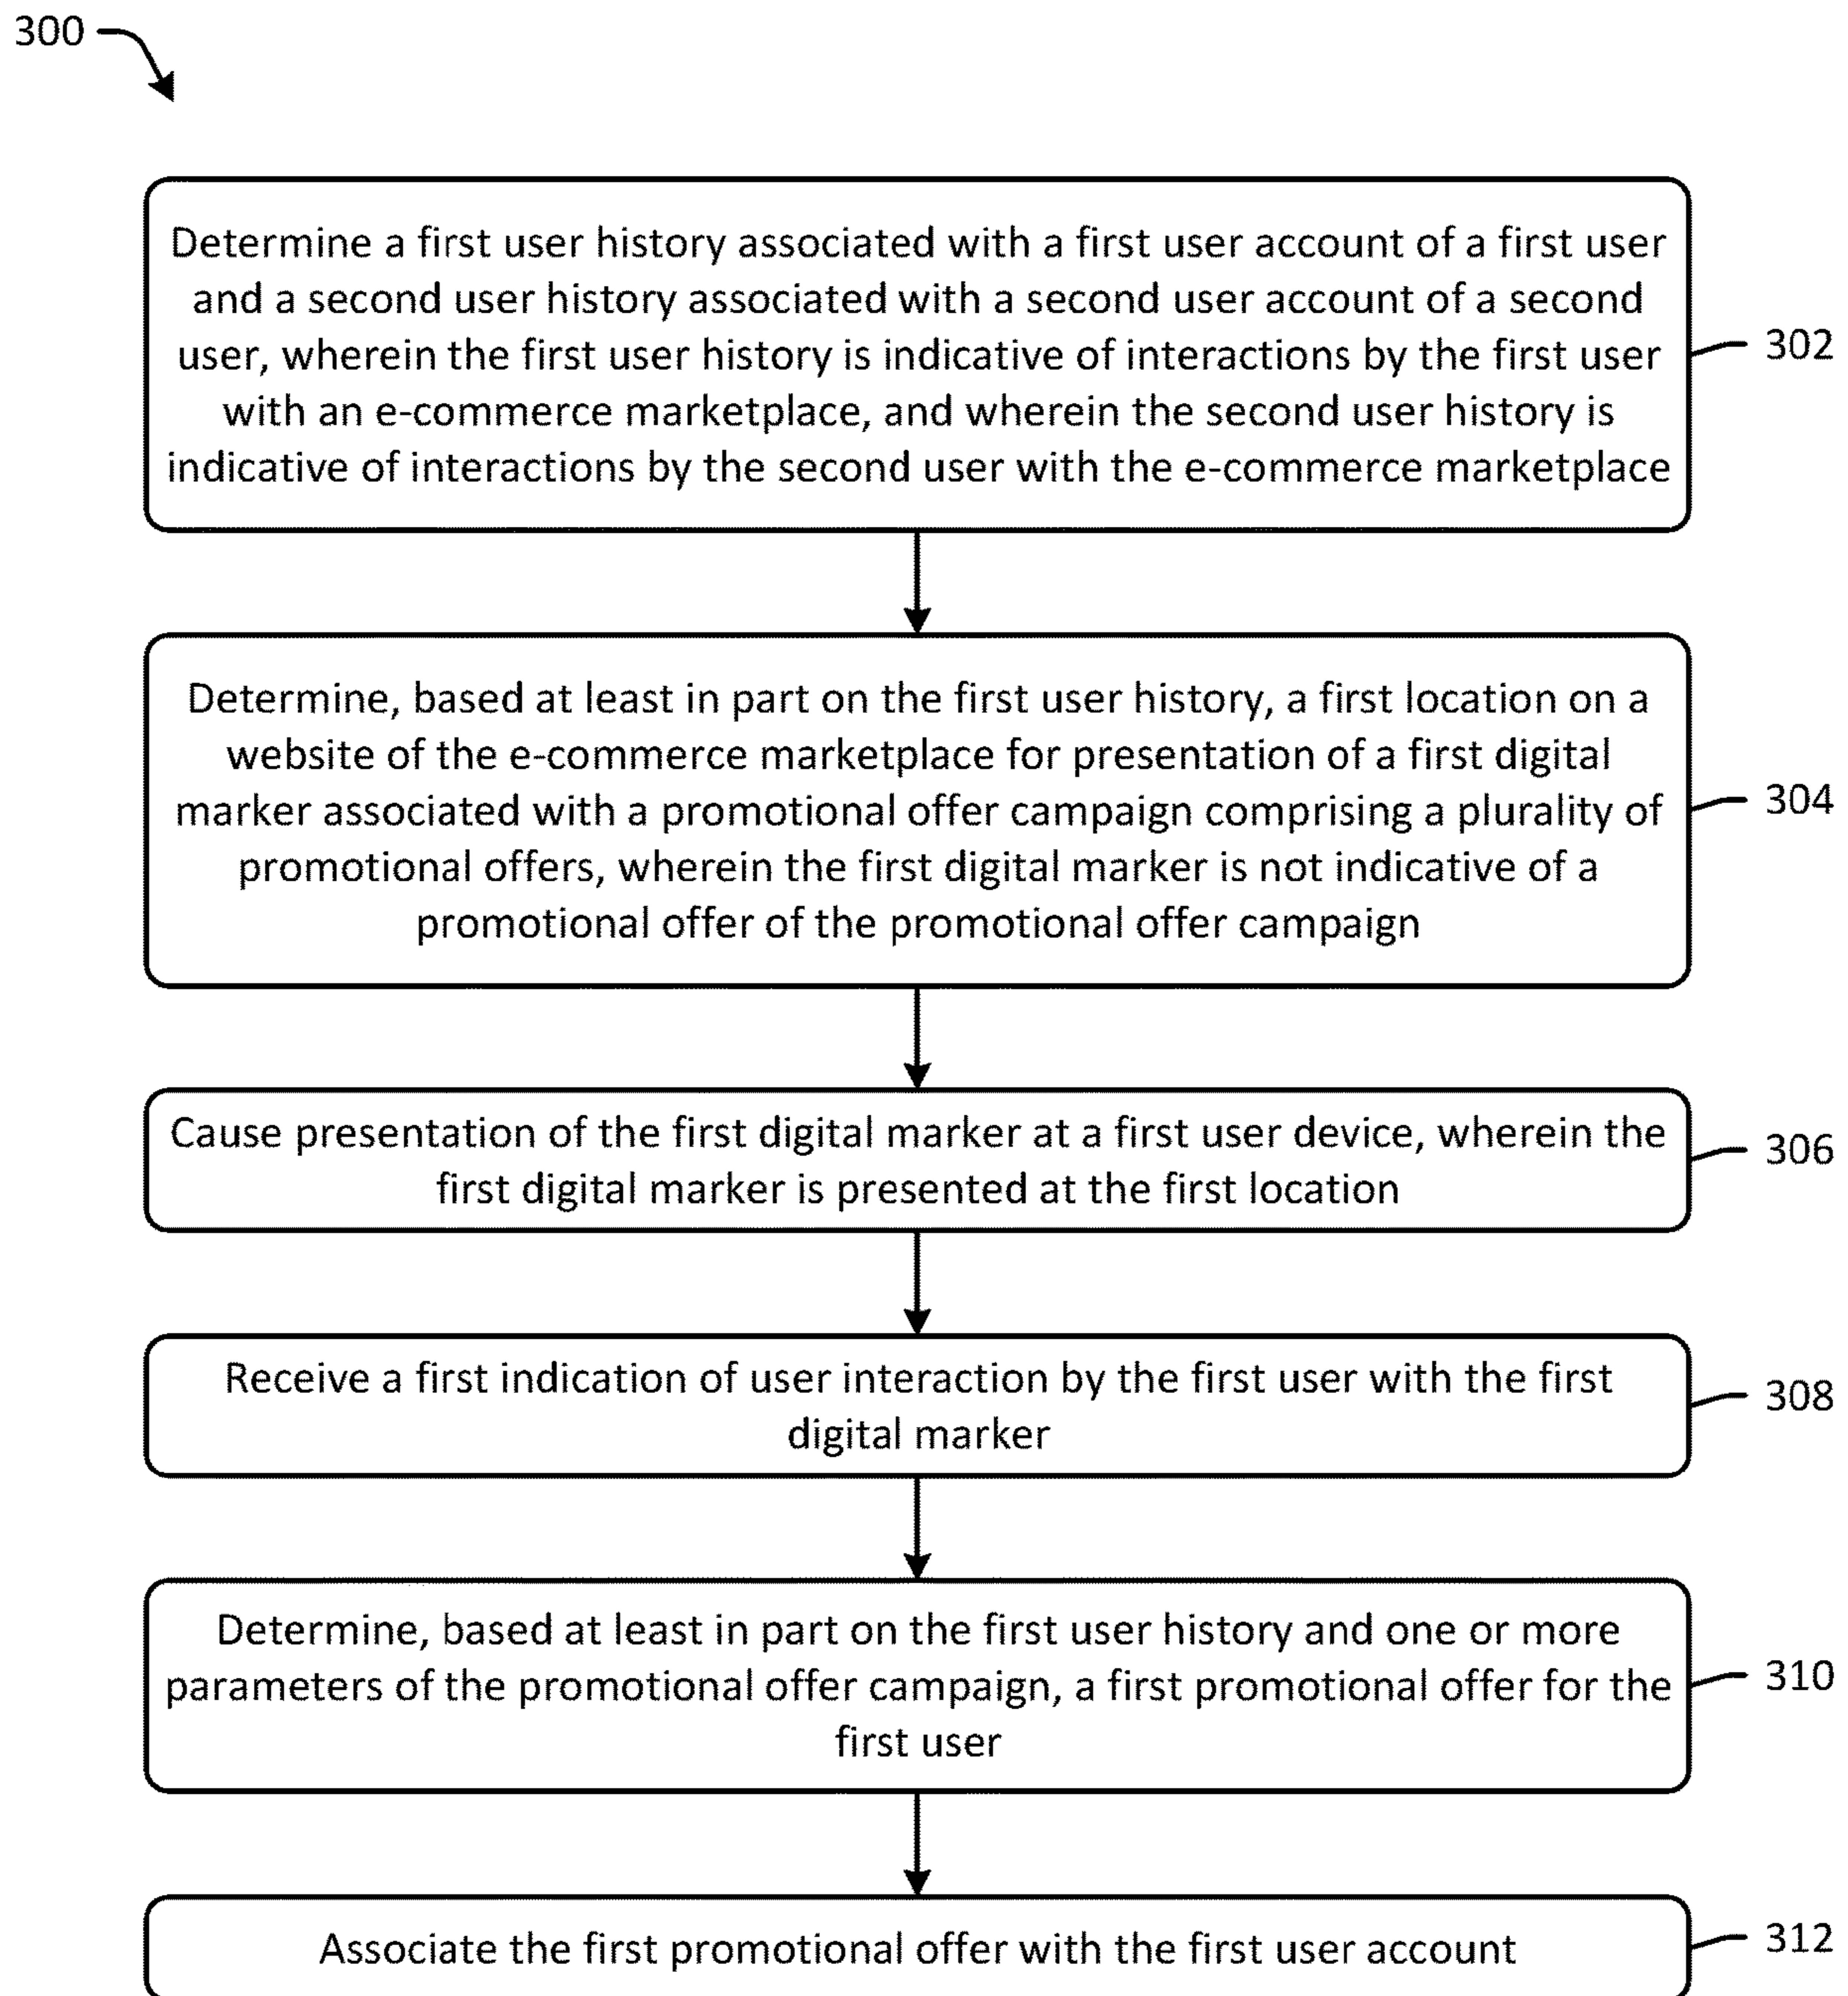 300
Determine a first user history associated with a first user account of a first user
and a second user history associated with a second user account of a second
user, wherein the first user history is indicative of interactions by the first user
with an e-commerce marketplace, and wherein the second user history is
indicative of interactions by the second user with the e-commerce marketplace
302
Determine, based at least in part on the first user history, a first location on a
website of the e-commerce marketplace for presentation of a first digital
marker associated with a promotional offer campaign comprising a plurality of
promotional offers, wherein the first digital marker is not indicative of a
promotional offer of the promotional offer campaign
304
Cause presentation of the first digital marker at a first user device, wherein the
first digital marker is presented at the first location
306
Receive a first indication of user interaction by the first user with the first
digital marker
308
Determine, based at least in part on the first user history and one or more
parameters of the promotional offer campaign, a first promotional offer for the
first user
310
Associate the first promotional offer with the first user account
312